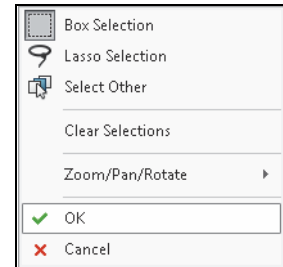 Box Selection
Lasso Selection
Select Other
Clear Selections
Zoom/Pan/Rotate
OK
Cancel